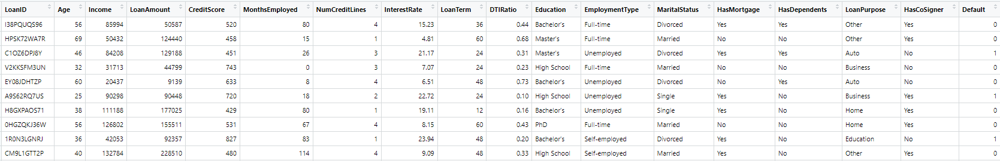 LoanID Age Income LoanAmount CreditScore MonthsEmployed NumCreditLines InterestRate LoanTerm DTIRatio Education EmploymentType MaritalStatus HasMortgage HasDependents LoanPurpose HasCoSigner Default
I38PQUQS96 56 85994 50587 520 80 4 15.23 36 0.44 Bachelor's Full-time Divorced Yes Yes Other Yes 0
HPSK72WA7R 69 50432 124440 458 15 1 4.81 60 0.68 Master's Full-time Married No No Other Yes 0
C1OZ6DPJ8Y 46 84208 129188 451 26 3 21.17 24 0.31 Master's Unemployed Divorced Yes Yes Auto No 1
V2KKSFM3UN 32 31713 44799 743 0 3 7.07 24 0.23 High School Full-time Married No No Business No 0
EY08JDHTZP 60 20437 9139 633 8 4 6.51 48 0.73 Bachelor's Unemployed Divorced No Yes Auto No 0
A9S62RQ7US 25 90298 90448 720 18 2 22.72 24 0.10 High School Unemployed Single Yes No Business Yes 1
H8GXPAOS71 38 111188 177025 429 80 1 19.11 12 0.16 Bachelor's Unemployed Single Yes No Home Yes 0
0HGZQKJ36W 56 126802 155511 531 67 4 8.15 60 0.43 PhD Full-time Married No No Home Yes 0
1R0N3LGNRJ 36 42053 92357 827 83 1 23.94 48 0.20 Bachelor's Self-employed Divorced Yes No Education No 1
CM9L1GTT2P 40 132784 228510 480 114 4 9.09 48 0.33 High School Self-employed Married Yes No Other Yes 0